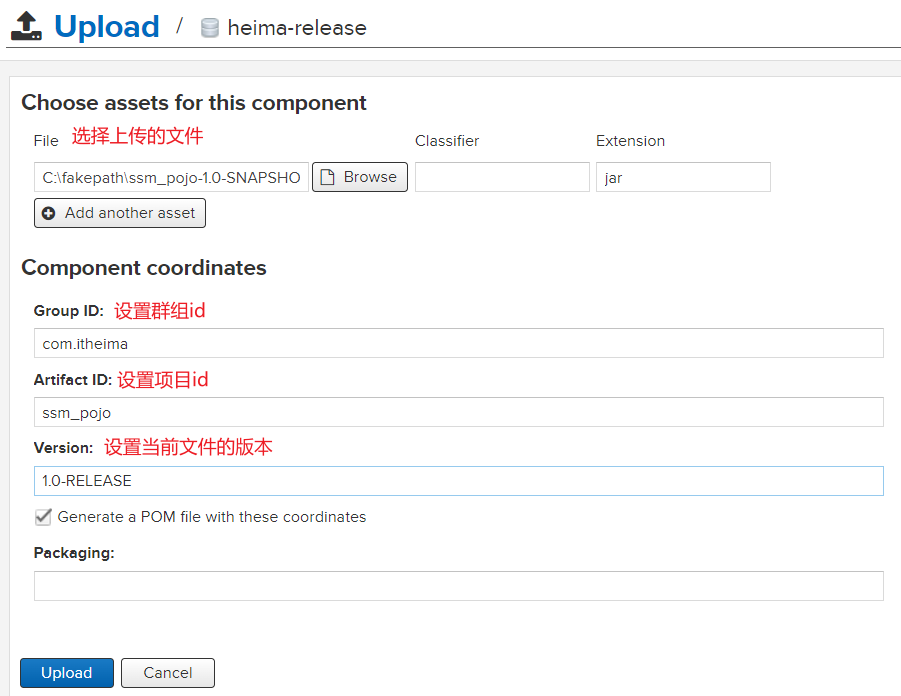 Upload / heima-release
Choose assets for this component
File 选择上传的文件 Classifier Extension
C:\fakepath\ssm_pojo-1.0-SNAPSHO Browse jar
Add another asset
Component coordinates
Group ID: 设置群组id
com.itheima
Artifact ID: 设置项目id
ssm_pojo
Version: 设置当前文件的版本
1.0-RELEASE
Generate a POM file with these coordinates
Packaging:
Upload Cancel